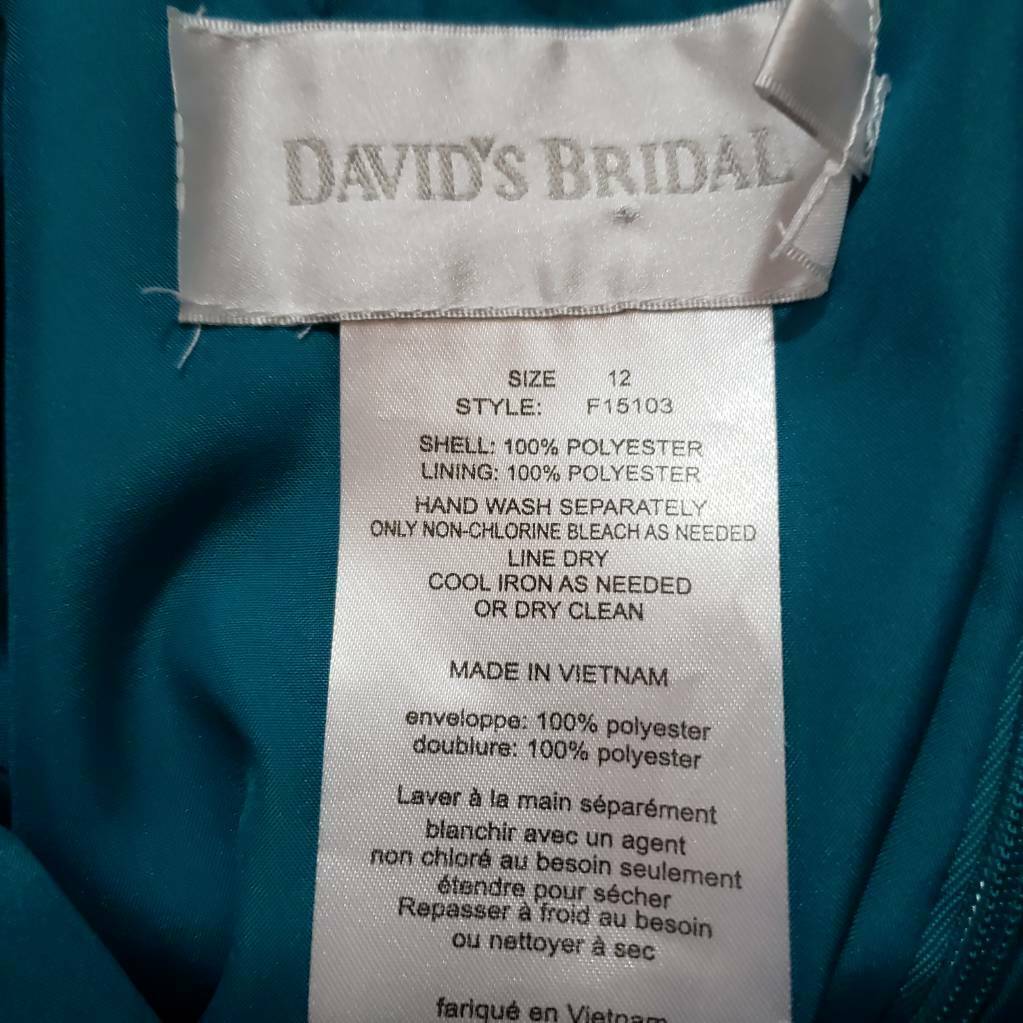 DAVID'S BRIDAL
SIZE 12
STYLE: F15103
SHELL: 100% POLYESTER
LINING: 100% POLYESTER
HAND WASH SEPARATELY
ONLY NON-CHLORINE BLEACH AS NEEDED
LINE DRY
COOL IRON AS NEEDED
OR DRY CLEAN
MADE IN VIETNAM
enveloppe: 100% polyester
doublure: 100% polyester
Laver à la main séparément
blanchir avec un agent
non chloré au besoin seulement
étendre pour sécher
Repasser à froid au besoin
ou nettoyer à sec
fariqué en Vietnam